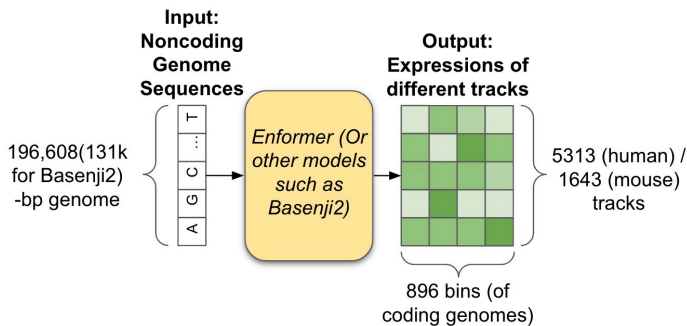 Input:
Noncoding
Genome
Sequences
196,608(131k
for Basenji2)
-bp genome
T
...
C
G
A
Enformer (Or
other models
such as
Basenji2)
Output:
Expressions of
different tracks
5313 (human) /
1643 (mouse)
tracks
896 bins (of
coding genomes)